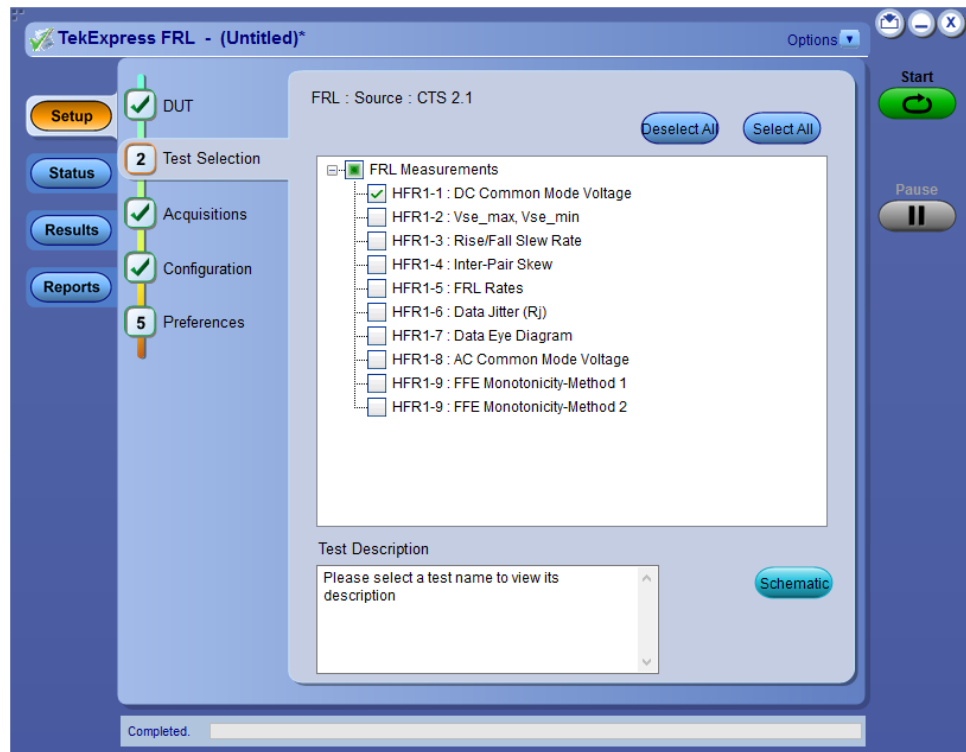 TekExpress FRL - (Untitled)*
Options
Start
Pause
Setup
Status
Results
Reports
DUT
2 Test Selection
Acquisitions
Configuration
5 Preferences
FRL : Source : CTS 2.1
Deselect All
Select All
FRL Measurements
HFR1-1 : DC Common Mode Voltage
HFR1-2 : Vse_max, Vse_min
HFR1-3 : Rise/Fall Slew Rate
HFR1-4 : Inter-Pair Skew
HFR1-5 : FRL Rates
HFR1-6 : Data Jitter (Rj)
HFR1-7 : Data Eye Diagram
HFR1-8 : AC Common Mode Voltage
HFR1-9 : FFE Monotonicity-Method 1
HFR1-9 : FFE Monotonicity-Method 2
Test Description
Please select a test name to view its
description
Schematic
Completed.